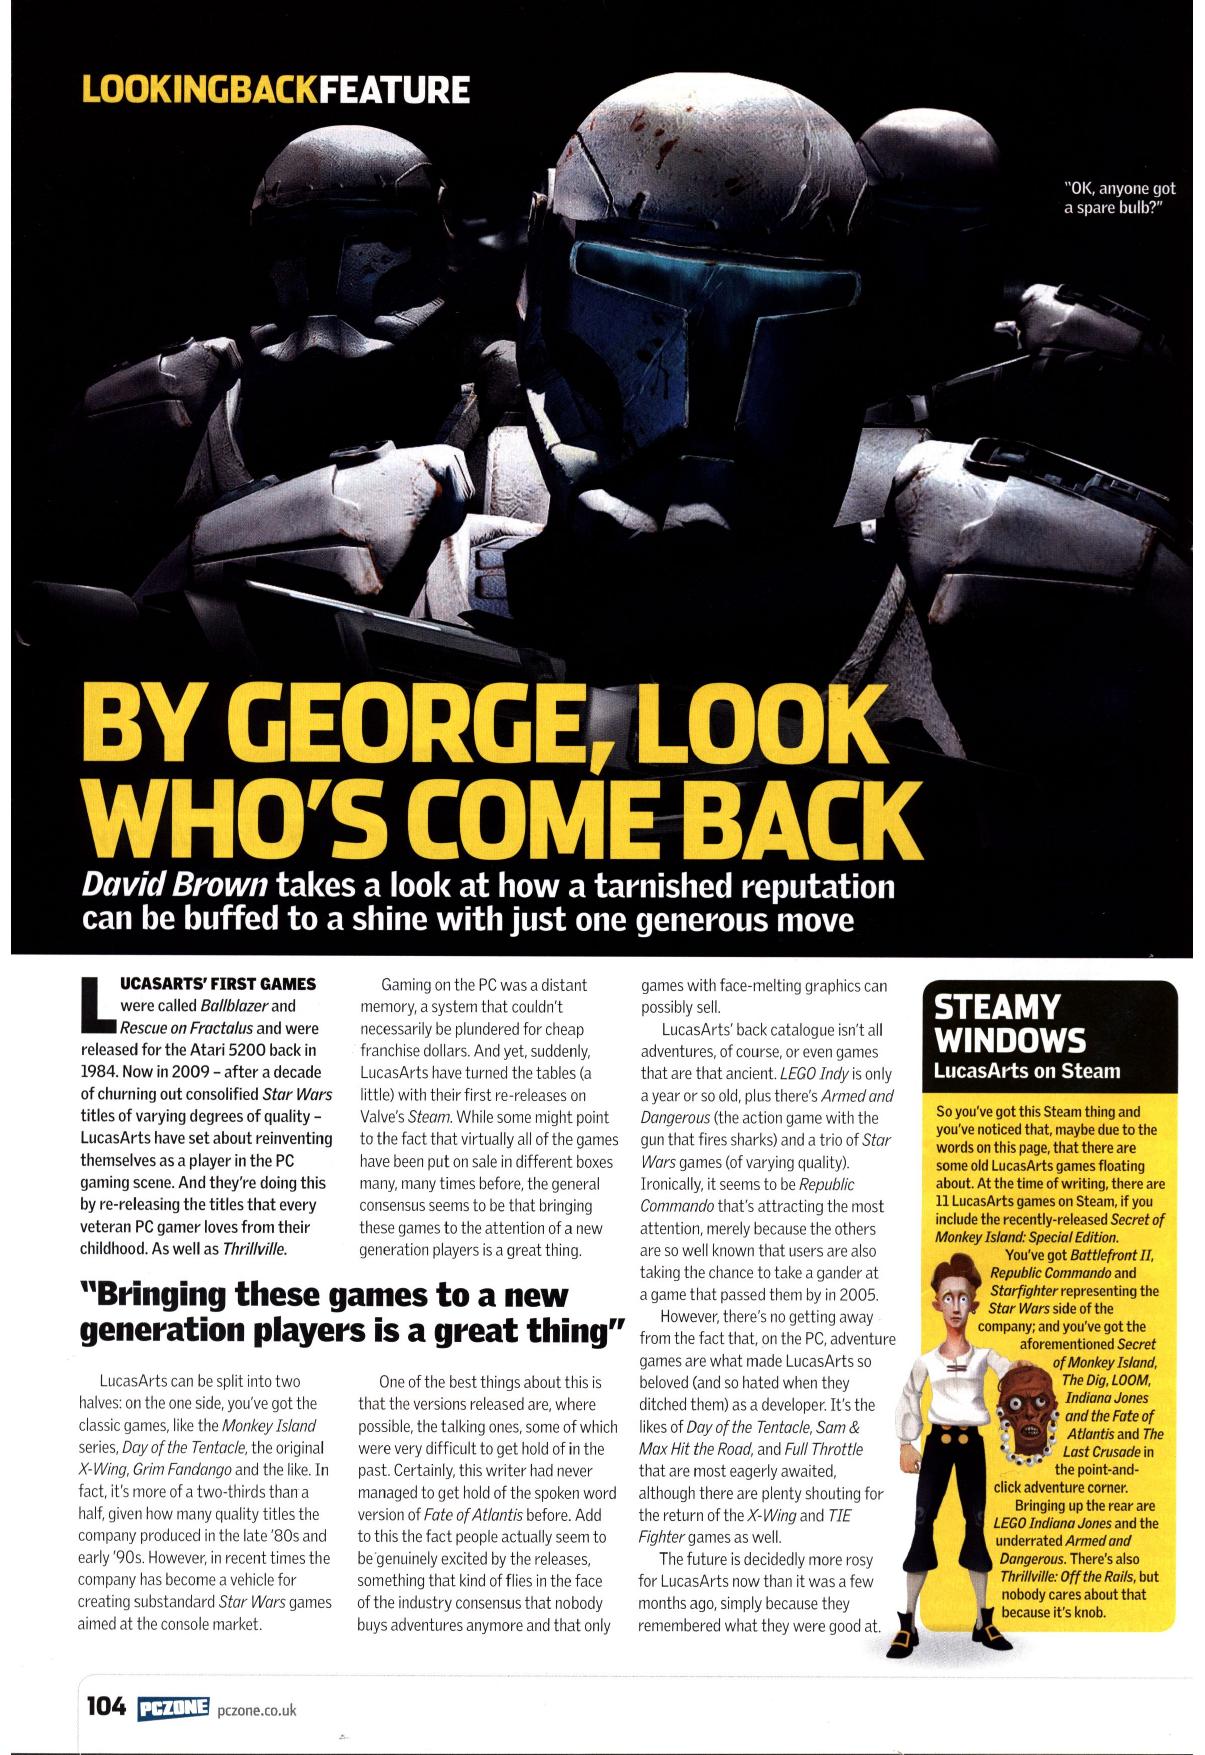 LOOKINGBACKFEATURE
"OK, anyone got
a spare bulb?"
BY GEORGE, LOOK
WHO'S COME BACK
David Brown takes a look at how a tarnished reputation
can be buffed to a shine with just one generous move
LUCASARTS' FIRST GAMES
were called Ballblazer and
Rescue on Fractalus and were
released for the Atari 5200 back in
1984. Now in 2009 – after a decade
of churning out consolified Star Wars
titles of varying degrees of quality –
LucasArts have set about reinventing
themselves as a player in the PC
gaming scene. And they're doing this
by re-releasing the titles that every
veteran PC gamer loves from their
childhood. As well as Thrillville.
"Bringing these games to a new
generation players is a great thing"
LucasArts can be split into two
halves: on the one side, you've got the
classic games, like the Monkey Island
series, Day of the Tentacle, the original
X-Wing, Grim Fandango and the like. In
fact, it's more of a two-thirds than a
half, given how many quality titles the
company produced in the late '80s and
early '90s. However, in recent times the
company has become a vehicle for
creating substandard Star Wars games
aimed at the console market.
Gaming on the PC was a distant
memory, a system that couldn't
necessarily be plundered for cheap
franchise dollars. And yet, suddenly,
LucasArts have turned the tables (a
little) with their first re-releases on
Valve's Steam. While some might point
to the fact that virtually all of the games
have been put on sale in different boxes
many, many times before, the general
consensus seems to be that bringing
these games to the attention of a new
generation players is a great thing.
One of the best things about this is
that the versions released are, where
possible, the talking ones, some of which
were very difficult to get hold of in the
past. Certainly, this writer had never
managed to get hold of the spoken word
version of Fate of Atlantis before. Add
to this the fact people actually seem to
be genuinely excited by the releases,
something that kind of flies in the face
of the industry consensus that nobody
buys adventures anymore and that only
games with face-melting graphics can
possibly sell.
LucasArts' back catalogue isn't all
adventures, of course, or even games
that are that ancient. LEGO Indy is only
a year or so old, plus there's Armed and
Dangerous (the action game with the
gun that fires sharks) and a trio of Star
Wars games (of varying quality).
Ironically, it seems to be Republic
Commando that's attracting the most
attention, merely because the others
are so well known that users are also
taking the chance to take a gander at
a game that passed them by in 2005.
However, there's no getting away
from the fact that, on the PC, adventure
games are what made LucasArts so
beloved (and so hated when they
ditched them) as a developer. It's the
likes of Day of the Tentacle, Sam &
Max Hit the Road, and Full Throttle
that are most eagerly awaited,
although there are plenty shouting for
the return of the X-Wing and TIE
Fighter games as well.
The future is decidedly more rosy
for LucasArts now than it was a few
months ago, simply because they
remembered what they were good at.
STEAMY
WINDOWS
LucasArts on Steam
So you've got this Steam thing and
you've noticed that, maybe due to the
words on this page, that there are
some old LucasArts games floating
about. At the time of writing, there are
11 LucasArts games on Steam, if you
include the recently-released Secret of
Monkey Island: Special Edition.
You've got Battlefront II,
Republic Commando and
Starfighter representing the
Star Wars side of the
company; and you've got the
aforementioned Secret
of Monkey Island,
The Dig, LOOM,
Indiana Jones
and the Fate of
Atlantis and The
Last Crusade in
the point-and-
click adventure corner.
Bringing up the rear are
LEGO Indiana Jones and the
underrated Armed and
Dangerous. There's also
Thrillville: Off the Rails, but
nobody cares about that
because it's knob.
104 PCZONE pczone.co.uk